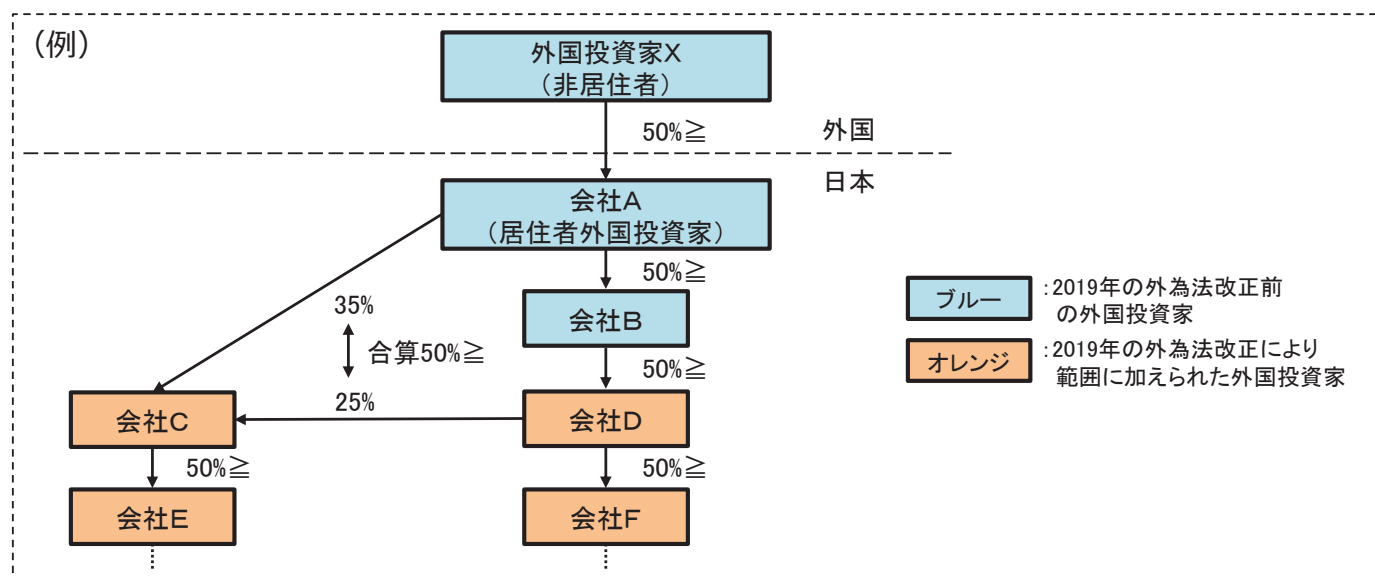 (例)
外国投資家X
(非居住者)
50%≧
外国
日本
会社A
(居住者外国投資家)
50%≧
35%
合算50%≧
会社B
50%≧
25%
会社C
会社D
50%≧
50%≧
会社E
会社F
ブルー
:2019年の外為法改正前
の外国投資家
オレンジ
:2019年の外為法改正により
範囲に加えられた外国投資家